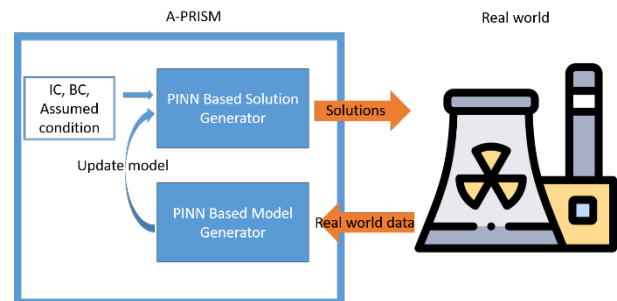 A-PRISM
Real world
IC, BC,
Assumed
condition
PINN Based Solution
Generator
Solutions
Update model
PINN Based Model
Generator
Real world data